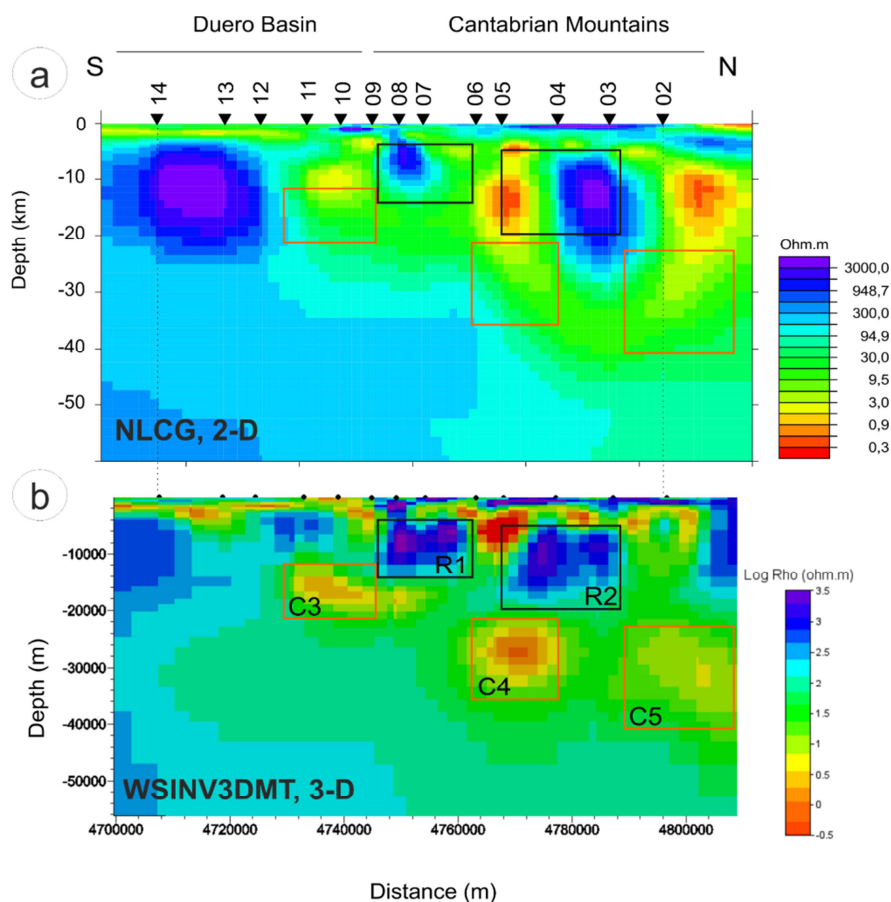 Duero Basin Cantabrian Mountains
a S N
14 13 12 11 10 09 08 07 06 05 04 03 02
0
-10
-20
-30
-40
-50
Depth (km)
NLCG, 2-D
Ohm.m
3000,0
948,7
300,0
94,9
30,0
9.5
3,0
0,9
0,3
b
-10000
-20000
-30000
-40000
-50000
Depth (m)
R1
R2
C3
C4
C5
WSINV3DMT, 3-D
Log Rho (ohm.m)
3.5
3
2.5
2
1.5
1
0.5
0
-0.5
4700000 4720000 4740000 4760000 4780000 4800000
Distance (m)